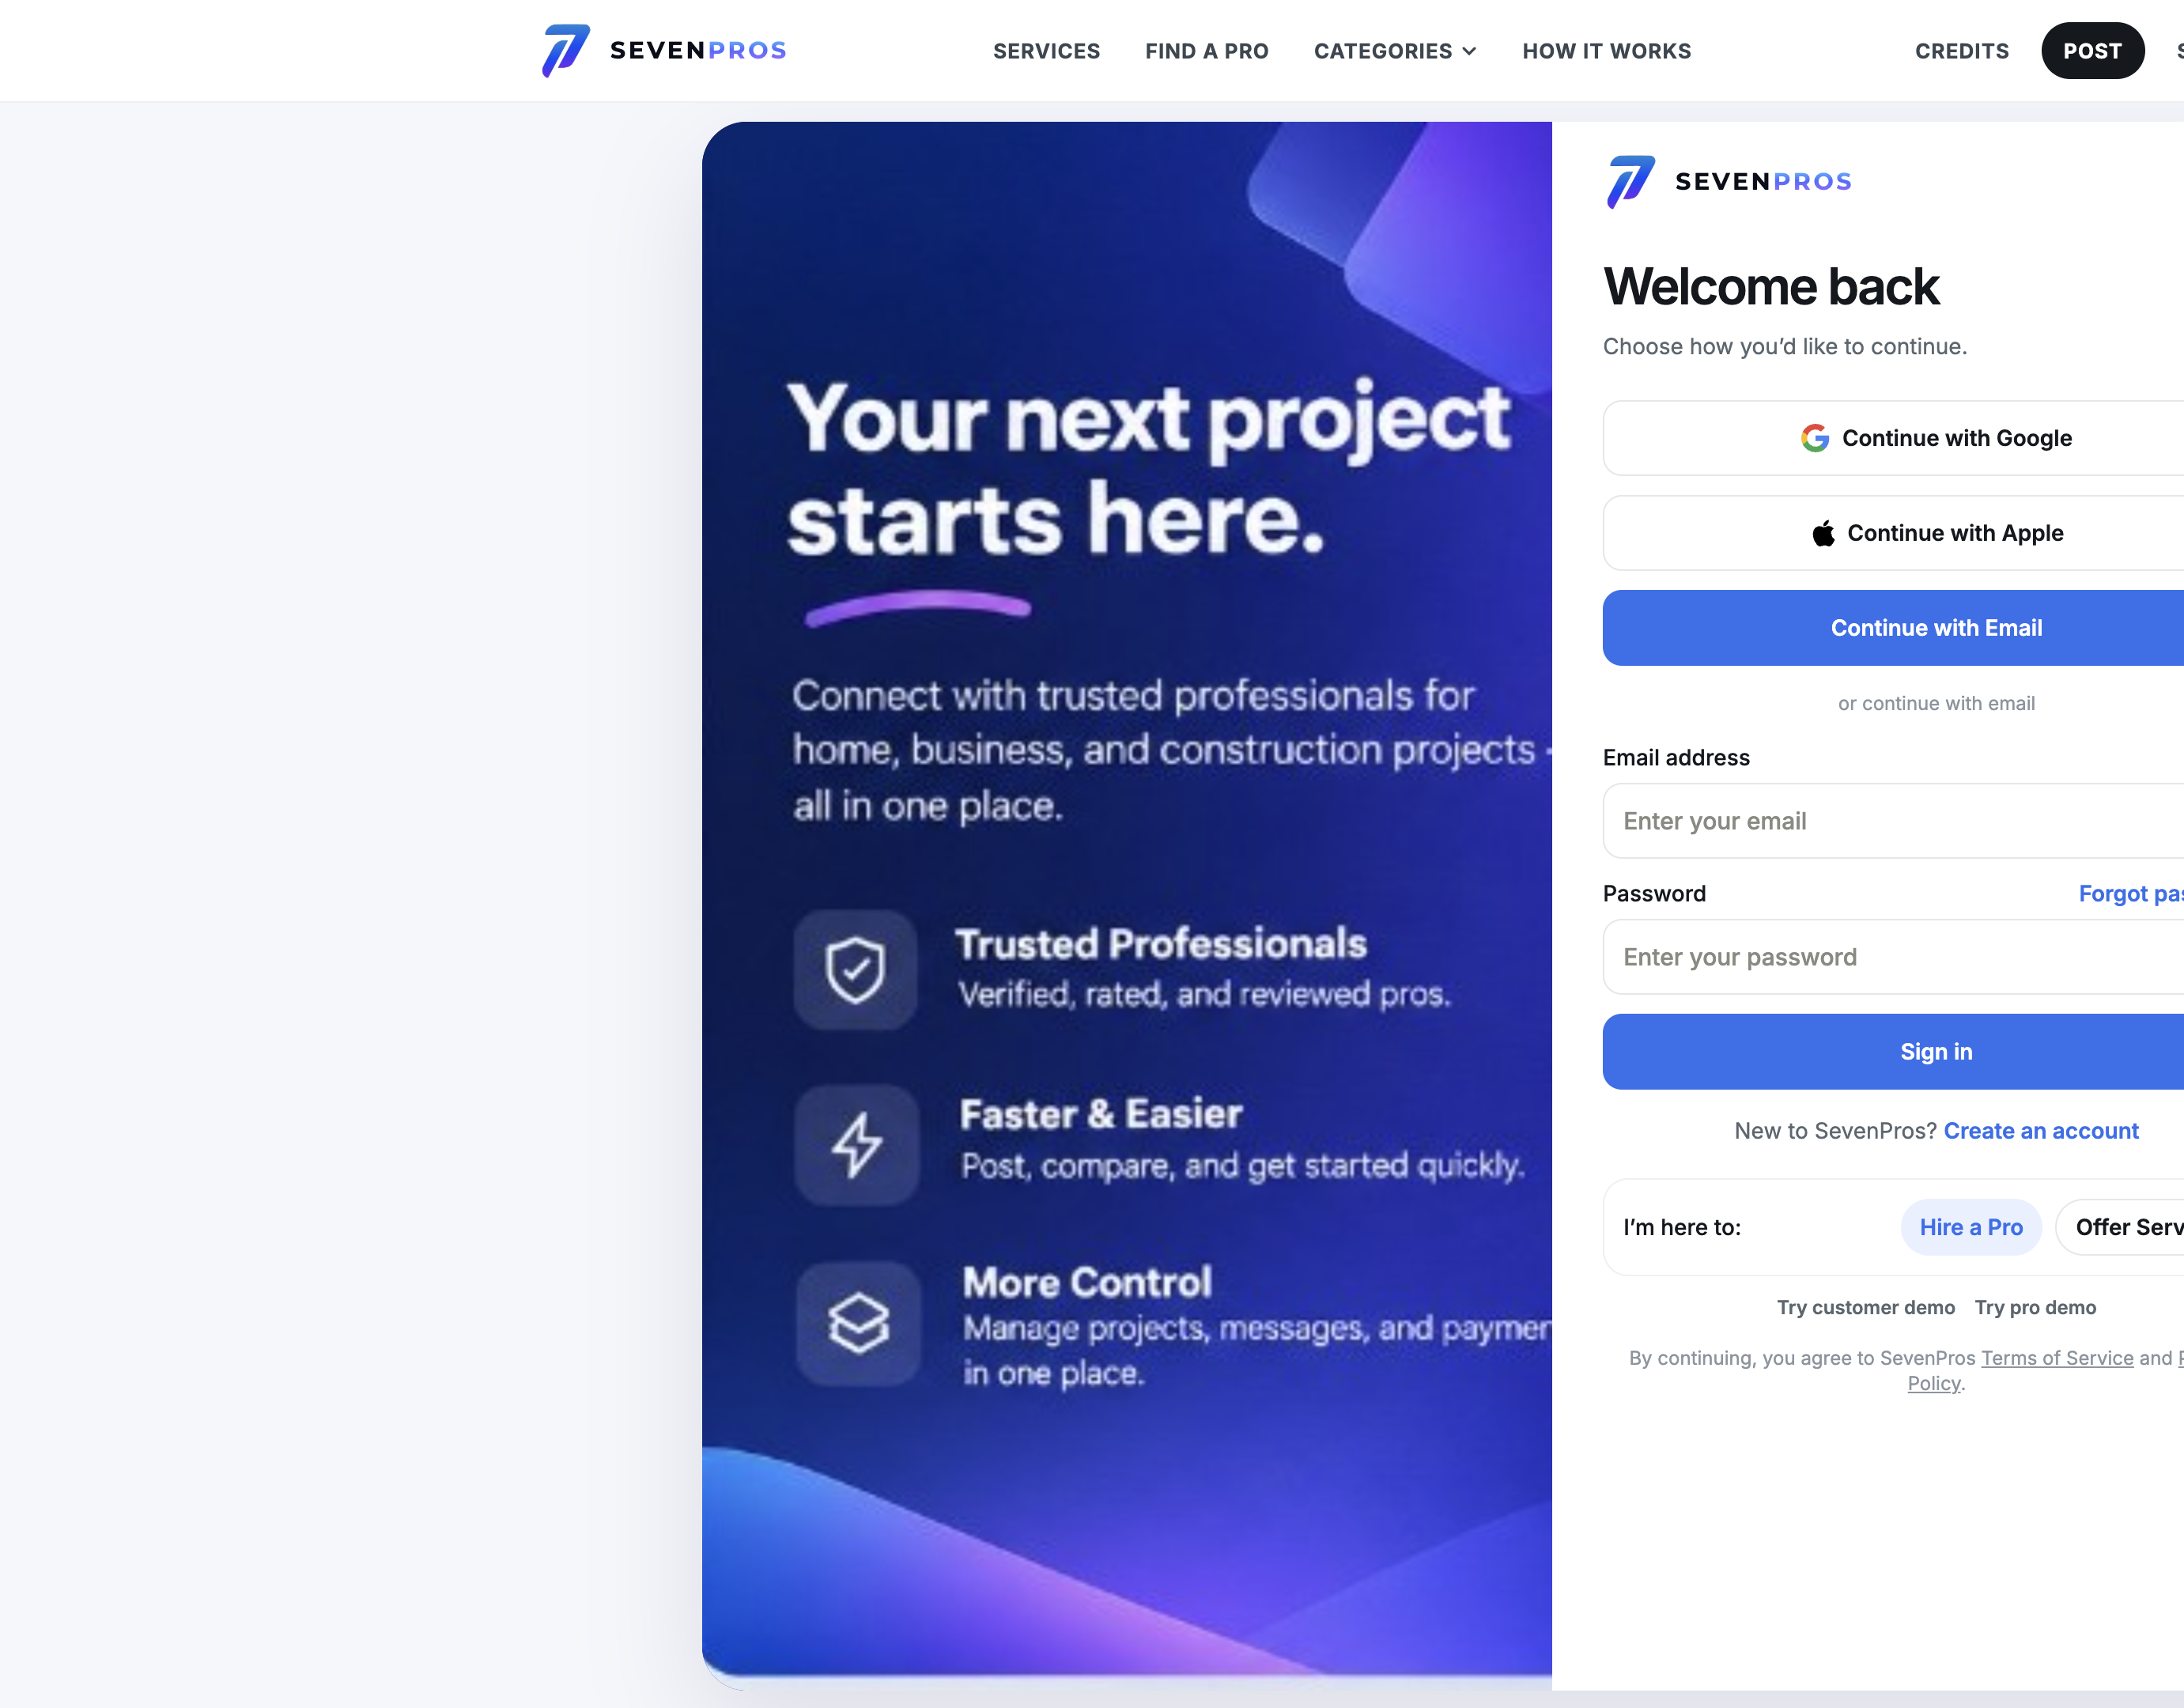 SEVENPROS
SERVICES
FIND A PRO
CATEGORIES
HOW IT WORKS
CREDITS
POST
Your next project
starts here.
Connect with trusted professionals for
home, business, and construction projects -
all in one place.
Trusted Professionals
Verified, rated, and reviewed pros.
Faster & Easier
Post, compare, and get started quickly.
More Control
Manage projects, messages, and
in one place.
SEVENPROS
Welcome back
Choose how you’d like to continue.
Continue with Google
Continue with Apple
Continue with Email
or continue with email
Email address
Enter your email
Password
Forgot
Enter your password
Sign in
New to SevenPros? Create an account
I’m here to:
Hire a Pro
Offer
Try customer demo
Try pro demo
By continuing, you agree to SevenPros Terms of Service and
Policy.